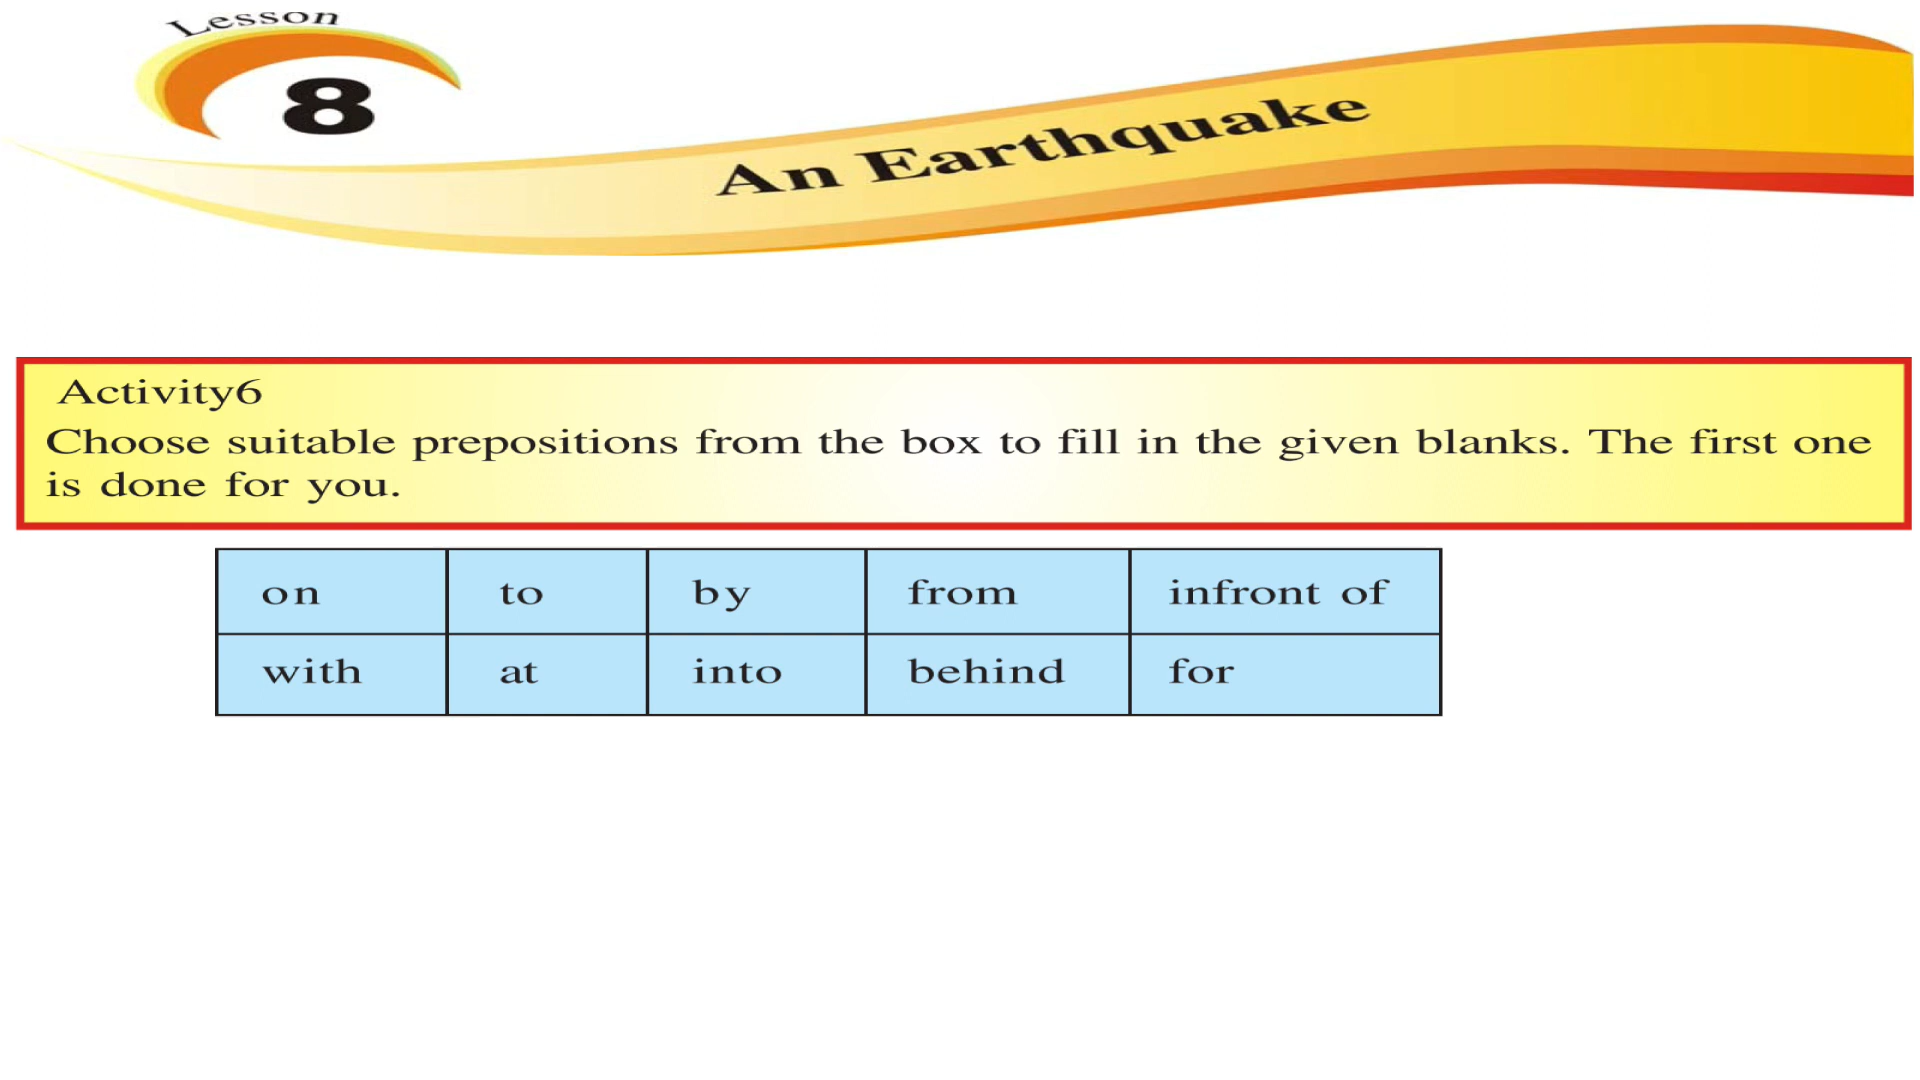 Lesson
8
An Earthquake
Activity6
Choose suitable prepositions from the box to fill in the given blanks. The first one
is done for you.
on to by from infront of
with at into behind for